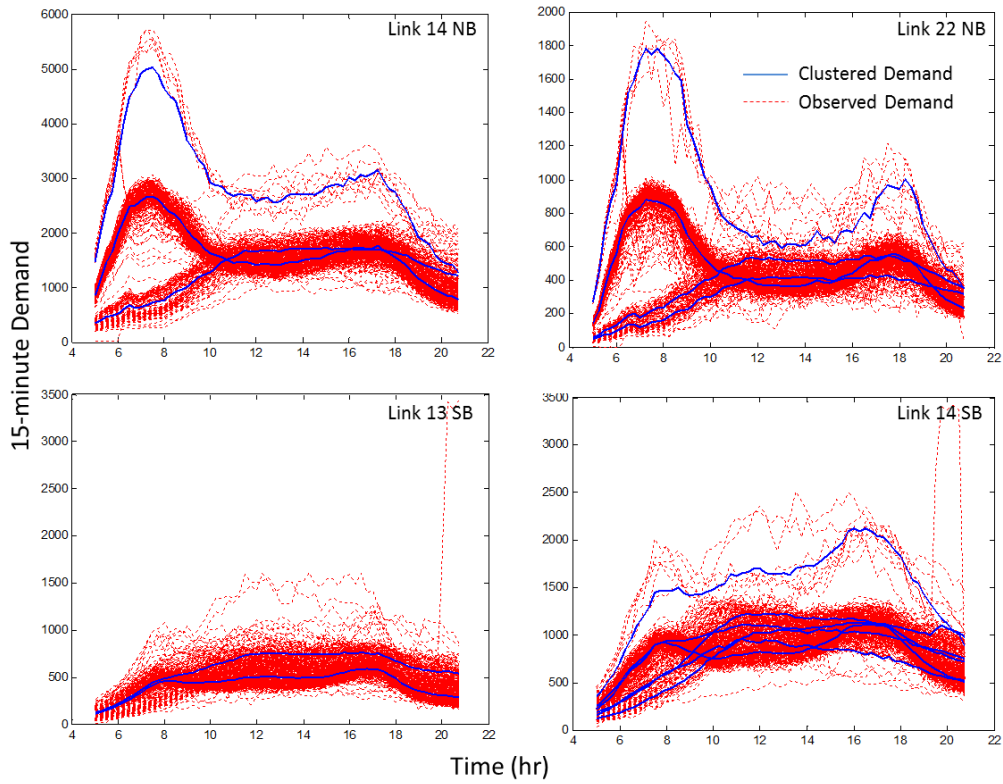 Link 14 NB
6000
5000
4000
3000
2000
1000
0
4 6 8 10 12 14 16 18 20 22
Link 22 NB
Clustered Demand
Observed Demand
2000
1800
1600
1400
1200
1000
800
600
400
200
0
4 6 8 10 12 14 16 18 20 22
15-minute Demand
Link 13 SB
3500
3000
2500
2000
1500
1000
500
0
4 6 8 10 12 14 16 18 20 22
Link 14 SB
3500
3000
2500
2000
1500
1000
500
0
4 6 8 10 12 14 16 18 20 22
Time (hr)